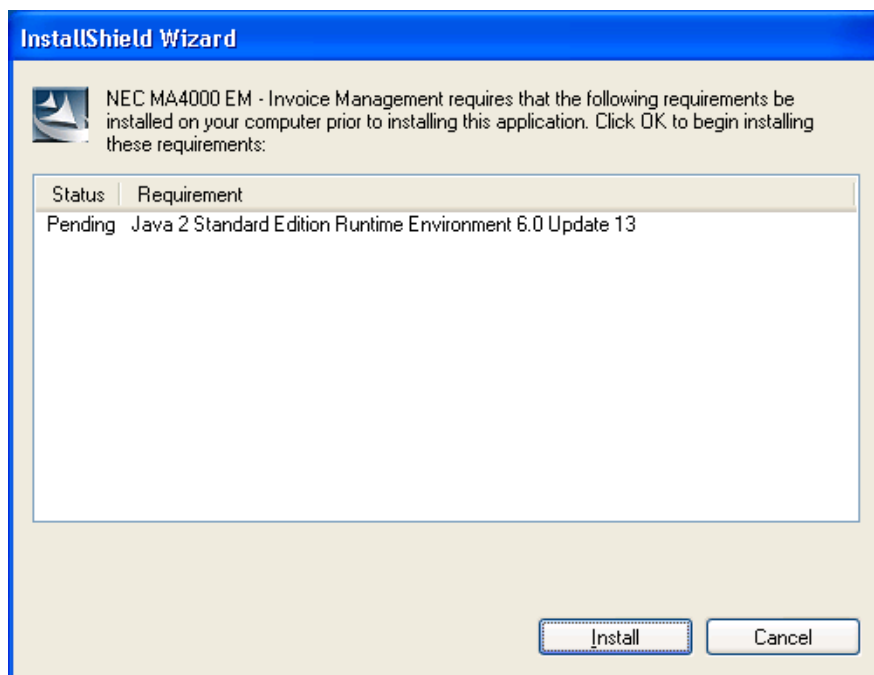 InstallShield Wizard
NEC MA4000 EM - Invoice Management requires that the following requirements be
installed on your computer prior to installing this application. Click OK to begin installing
these requirements:
Status Requirement
Pending Java 2 Standard Edition Runtime Environment 6.0 Update 13
Install Cancel